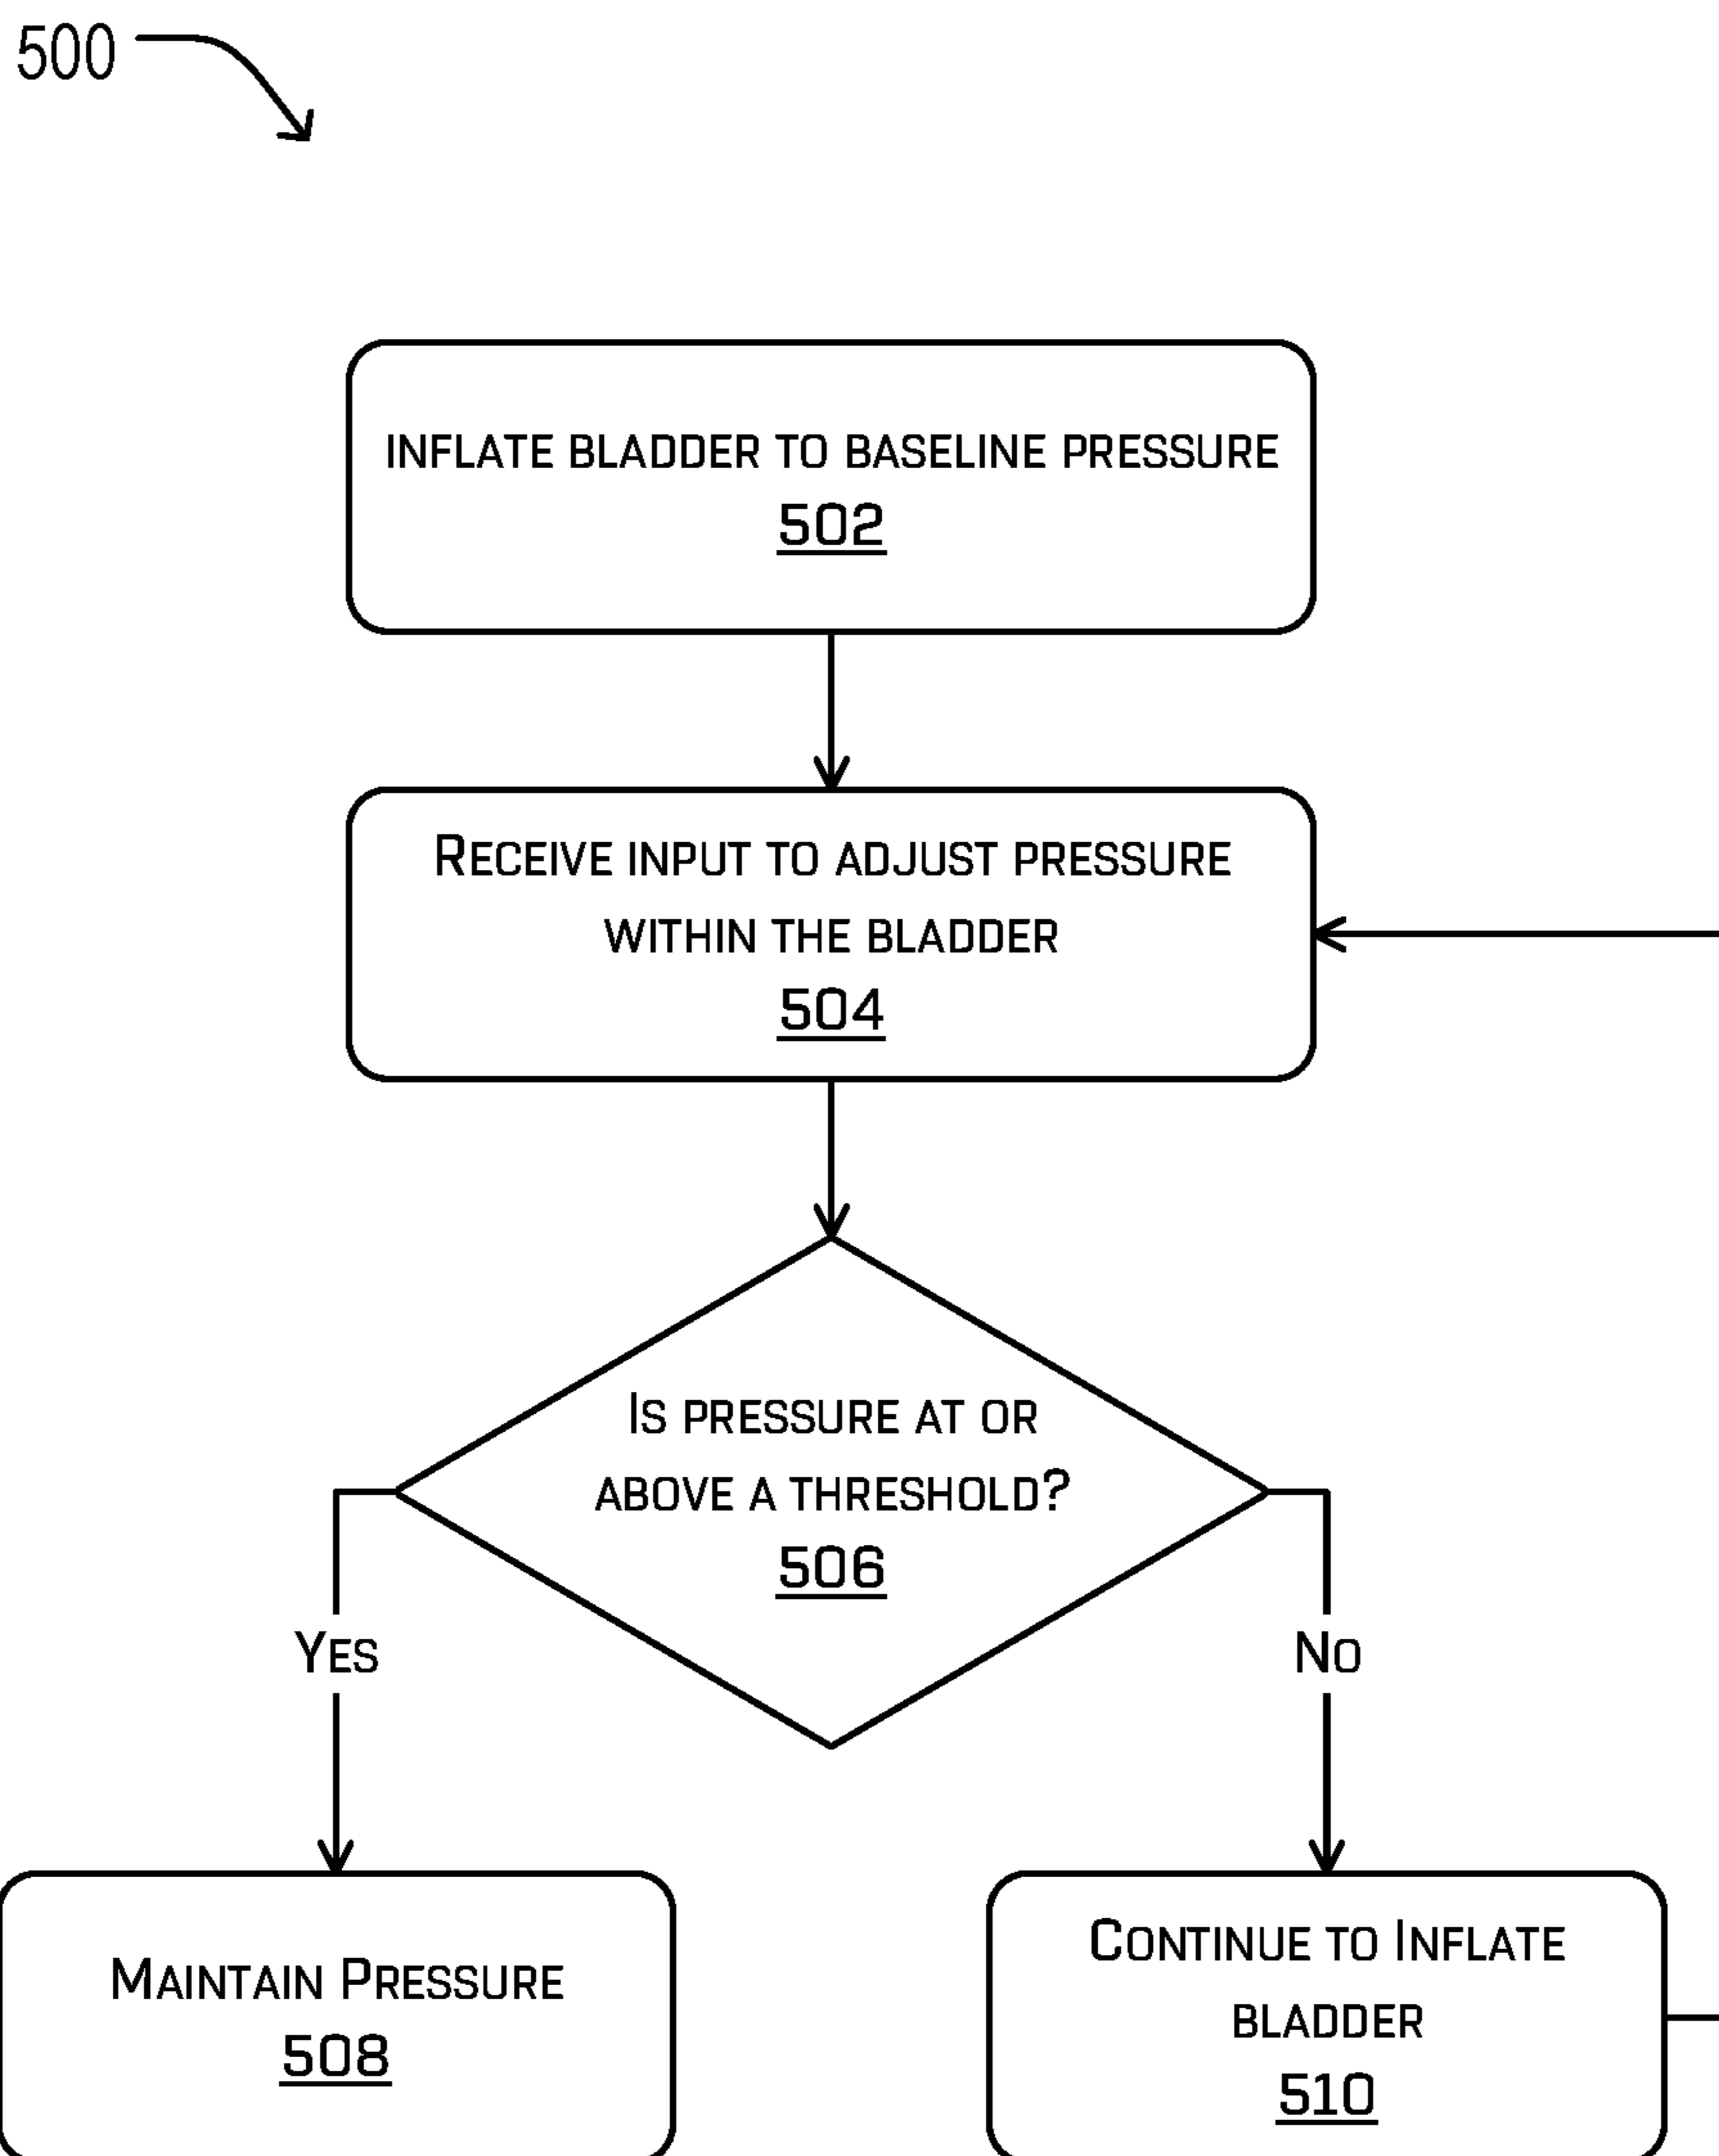 500
INFLATE BLADDER TO BASELINE PRESSURE
502
RECEIVE INPUT TO ADJUST PRESSURE
WITHIN THE BLADDER
504
IS PRESSURE AT OR
ABOVE A THRESHOLD?
506
YES
NO
MAINTAIN PRESSURE
508
CONTINUE TO INFLATE
BLADDER
510